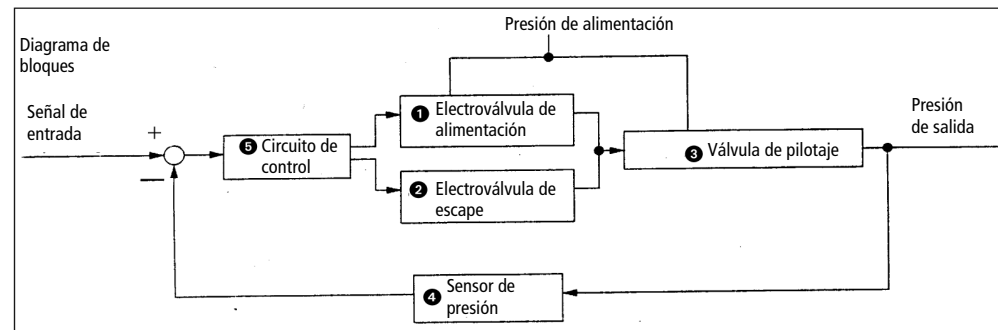 Presión de alimentación
Diagrama de
bloques
Señal de
entrada
+
—
❺ Circuito de
control
❶ Electroválvula de
alimentación
❷ Electroválvula de
escape
❸ Válvula de pilotaje
Presión
de salida
❹ Sensor de
presión